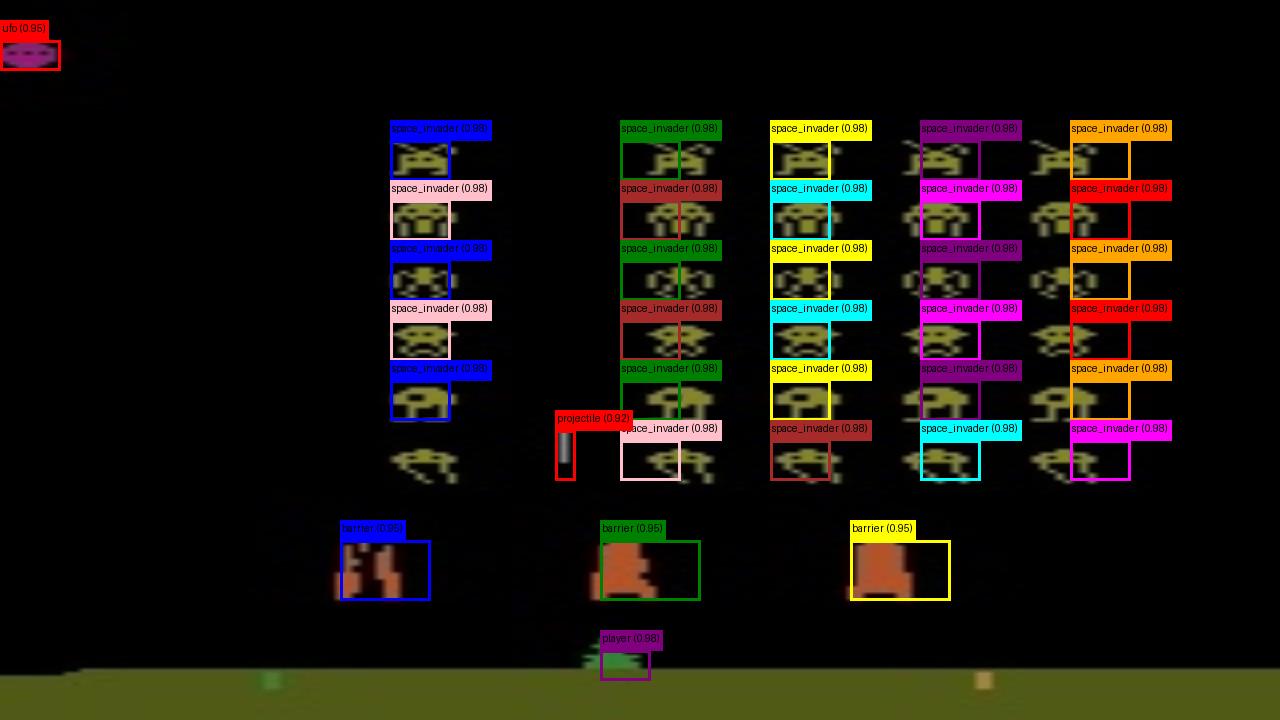 ufo (0.95)
space_invader (0.98) space_invader (0.98) space_invader (0.98) space_invader (0.98) space_invader (0.98)
space_invader (0.98) space_invader (0.98) space_invader (0.98) space_invader (0.98) space_invader (0.98)
space_invader (0.98) space_invader (0.98) space_invader (0.98) space_invader (0.98) space_invader (0.98)
space_invader (0.98) space_invader (0.98) space_invader (0.98) space_invader (0.98) space_invader (0.98)
space_invader (0.98) space_invader (0.98) space_invader (0.98) space_invader (0.98) space_invader (0.98)
projectile (0.92)
space_invader (0.98) space_invader (0.98) space_invader (0.98) space_invader (0.98)
barrier (0.95) barrier (0.95) barrier (0.95)
player (0.98)